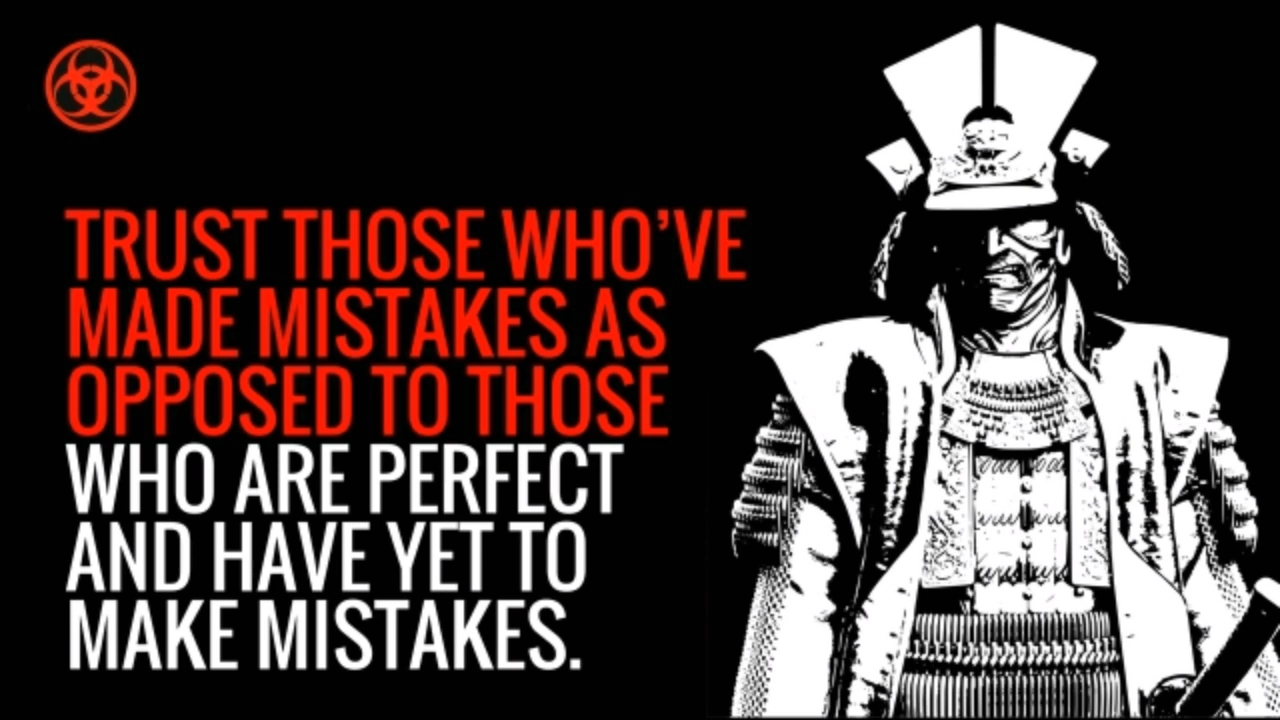 TRUST THOSE WHO’VE
MADE MISTAKES AS
OPPOSED TO THOSE
WHO ARE PERFECT
AND HAVE YET TO
MAKE MISTAKES.